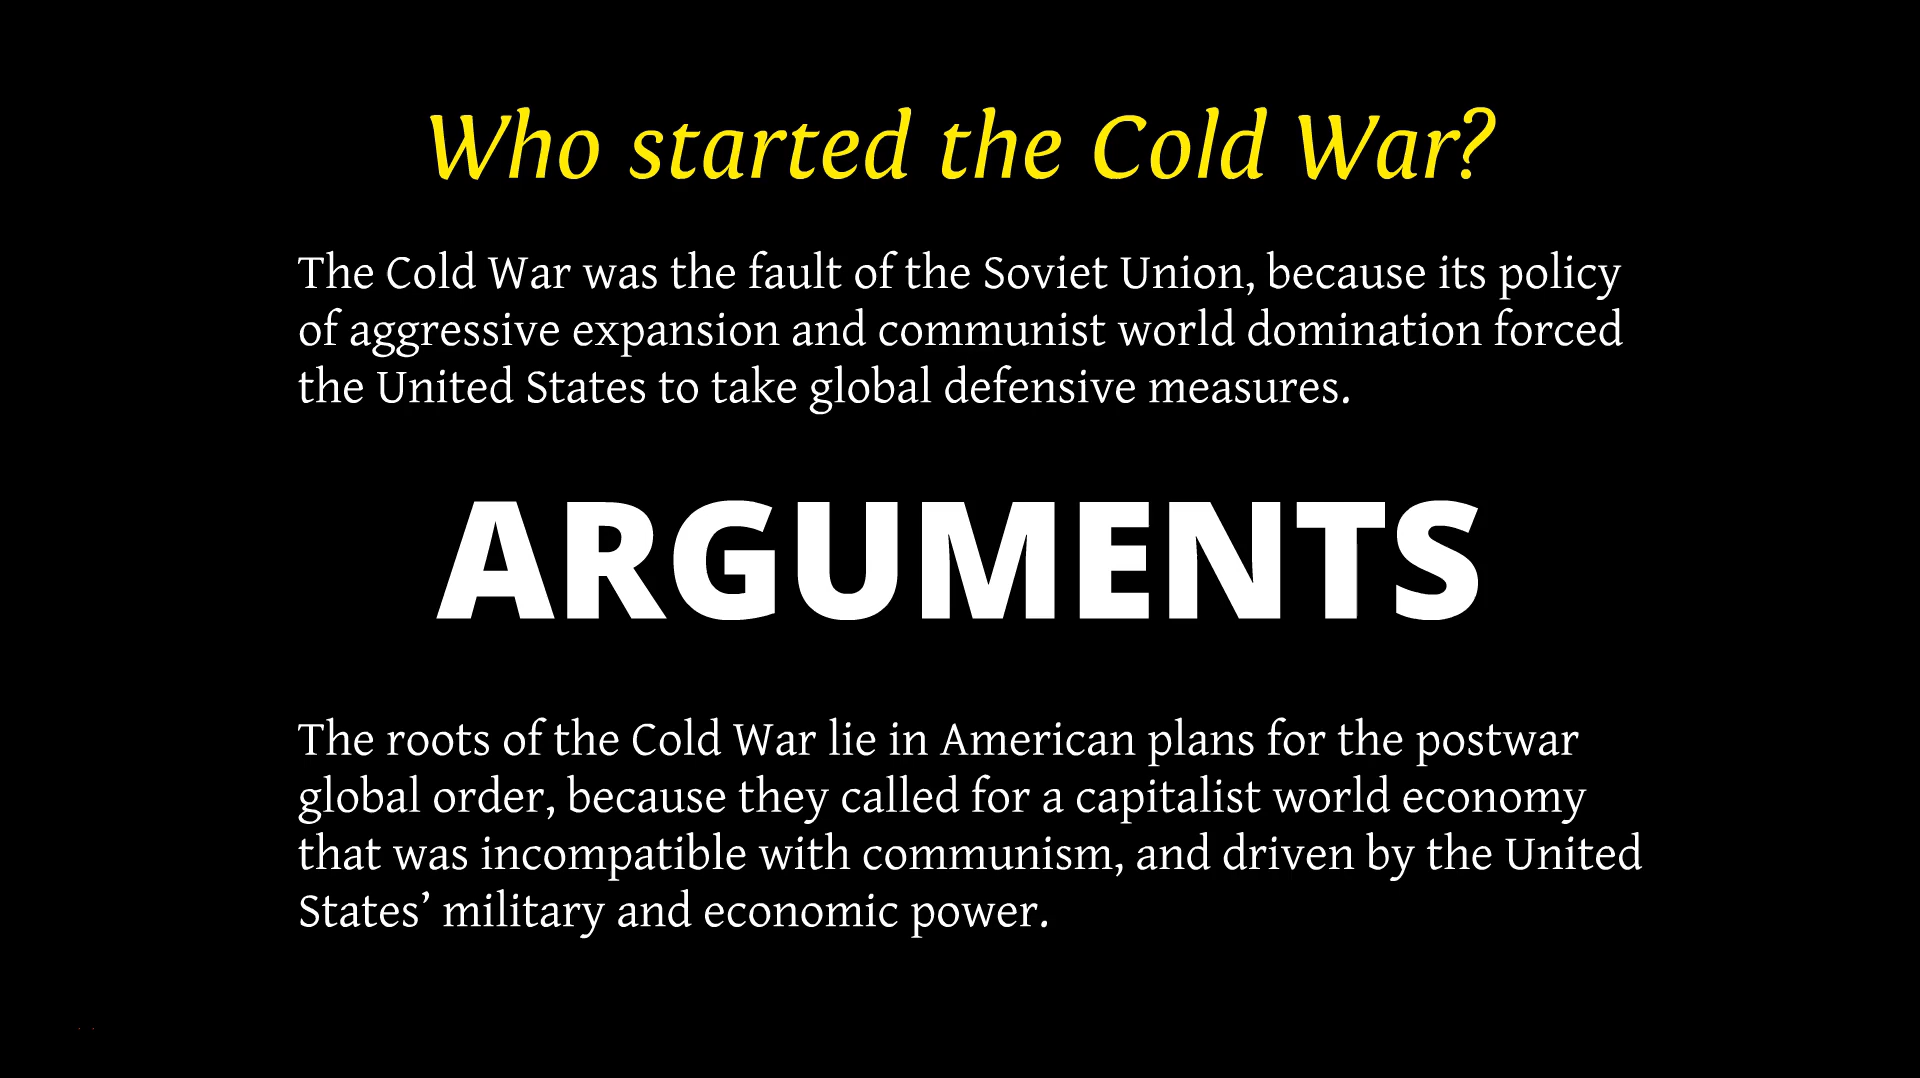 Who started the Cold War?
The Cold War was the fault of the Soviet Union, because its policy
of aggressive expansion and communist world domination forced
the United States to take global defensive measures.
ARGUMENTS
The roots of the Cold War lie in American plans for the postwar
global order, because they called for a capitalist world economy
that was incompatible with communism, and driven by the United
States’ military and economic power.